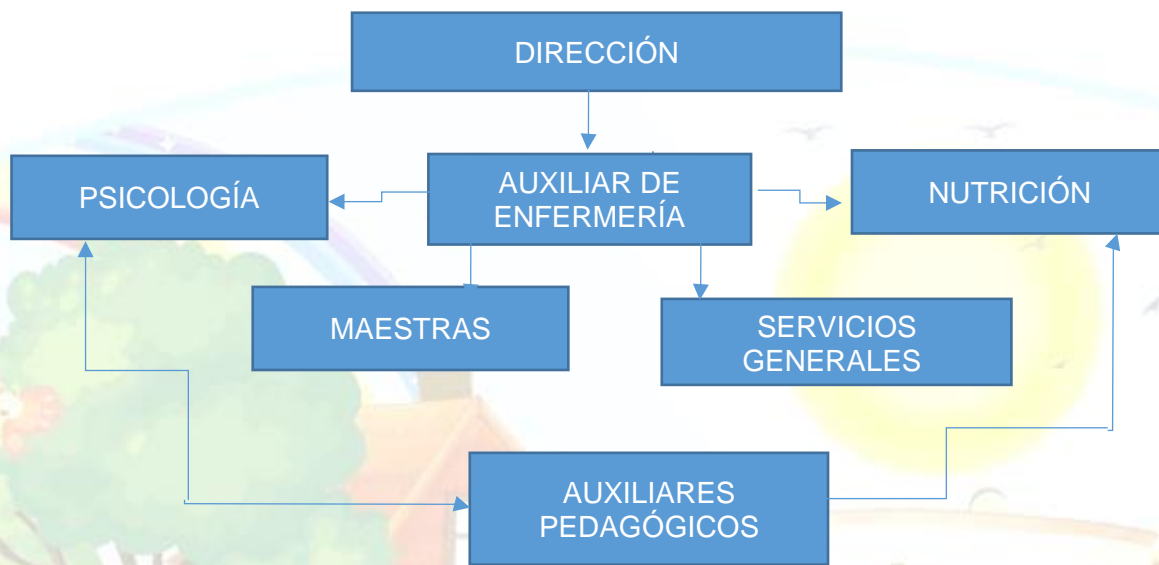 DIRECCIÓN
PSICOLOGÍA
AUXILIAR DE
ENFERMERÍA
NUTRICIÓN
MAESTRAS
SERVICIOS
GENERALES
AUXILIARES
PEDAGÓGICOS